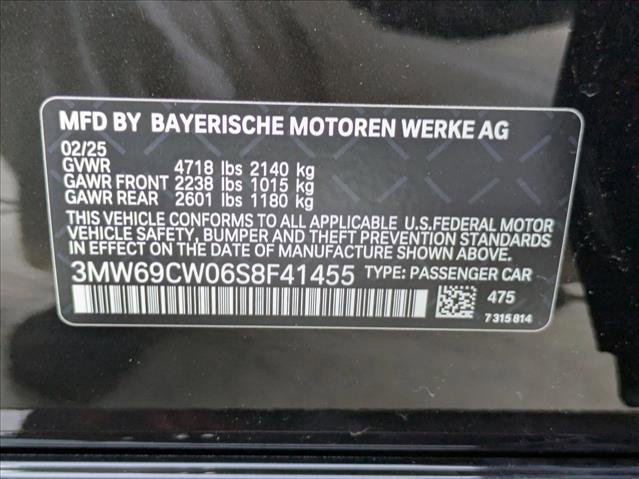 MFD BY BAYERISCHE MOTOREN WERKE AG
02/25
GVWR 4718 lbs 2140 kg
GAWR FRONT 2238 lbs 1015 kg
GAWR REAR 2601 lbs 1180 kg
THIS VEHICLE CONFORMS TO ALL APPLICABLE U.S.FEDERAL MOTOR
VEHICLE SAFETY, BUMPER AND THEFT PREVENTION STANDARDS
IN EFFECT ON THE DATE OF MANUFACTURE SHOWN ABOVE.
3MW69CW06S8F41455 TYPE: PASSENGER CAR
475
7 315 814